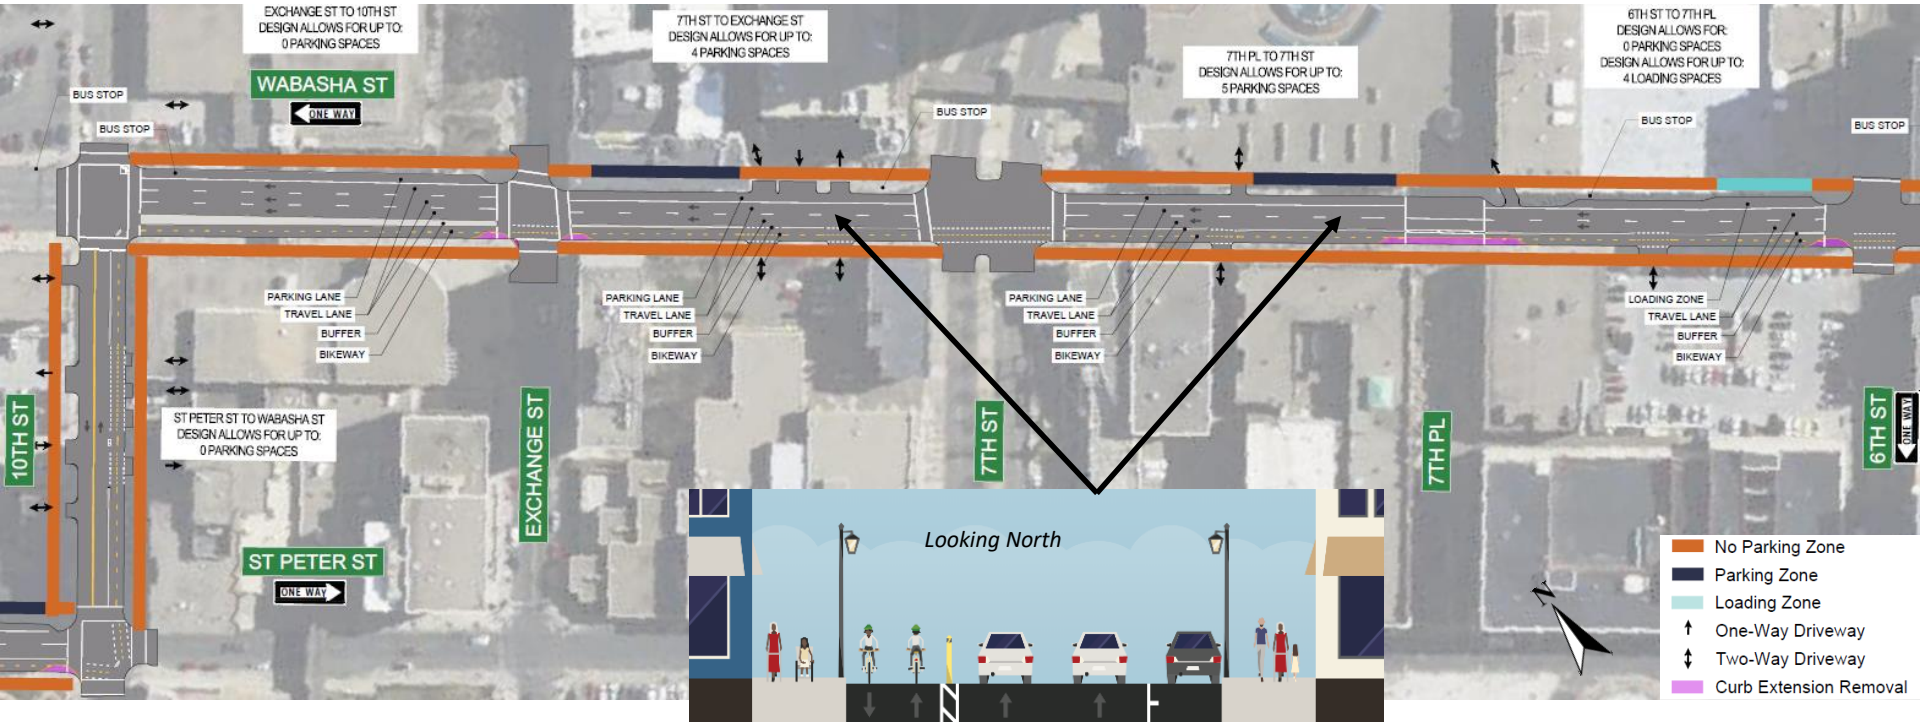 EXCHANGE ST TO 10TH ST
DESIGN ALLOWS FOR UP TO:
0 PARKING SPACES
7TH ST TO EXCHANGE ST
DESIGN ALLOWS FOR UP TO:
4 PARKING SPACES
7TH PL TO 7TH ST
DESIGN ALLOWS FOR UP TO:
5 PARKING SPACES
6TH ST TO 7TH PL
DESIGN ALLOWS FOR:
0 PARKING SPACES
DESIGN ALLOWS FOR UP TO:
4 LOADING SPACES
WABASHA ST
ONE WAY
BUS STOP
BUS STOP
BUS STOP
BUS STOP
BUS STOP
PARKING LANE
TRAVEL LANE
BUFFER
BIKEWAY
PARKING LANE
TRAVEL LANE
BUFFER
BIKEWAY
PARKING LANE
TRAVEL LANE
BUFFER
BIKEWAY
LOADING ZONE
TRAVEL LANE
BUFFER
BIKEWAY
ST PETER ST TO WABASHA ST
DESIGN ALLOWS FOR UP TO:
0 PARKING SPACES
10TH ST
EXCHANGE ST
7TH ST
7TH PL
6TH ST
ONE WAY
ST PETER ST
ONE WAY
Looking North
N
No Parking Zone
Parking Zone
Loading Zone
One-Way Driveway
Two-Way Driveway
Curb Extension Removal